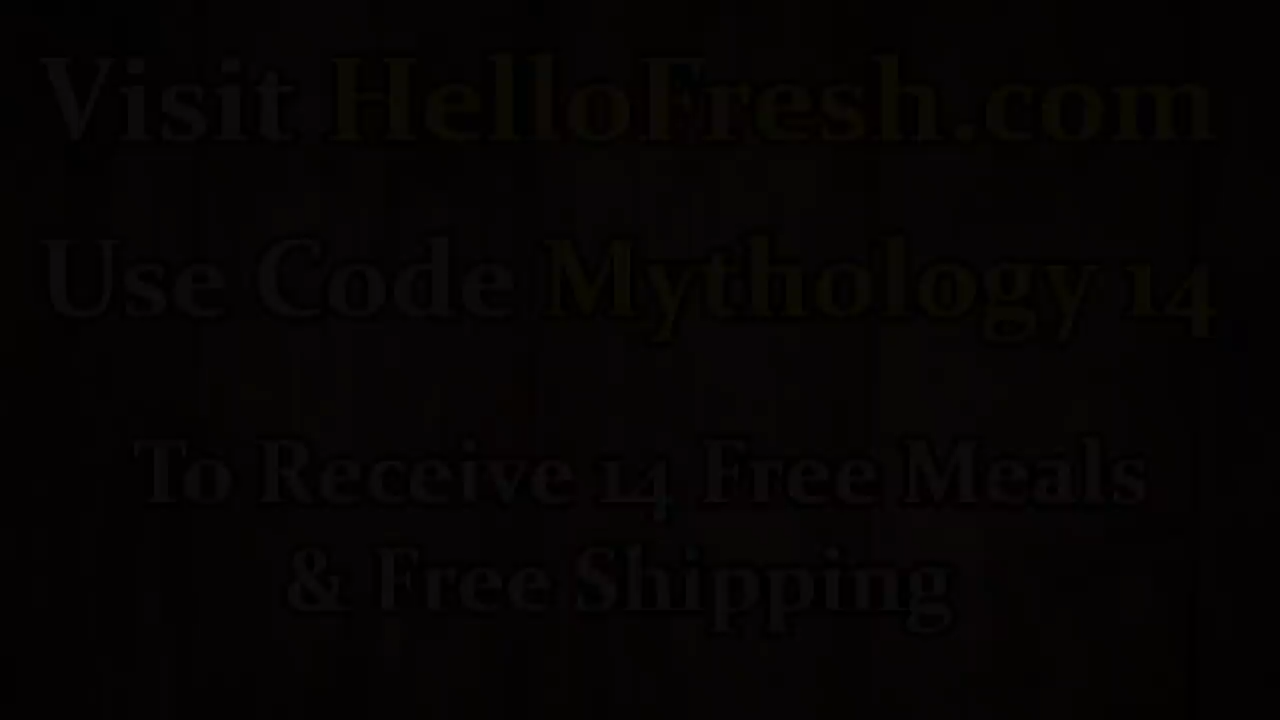 Visit HelloFresh.com
Use Code Mythology 14
To Receive 14 Free Meals
& Free Shipping